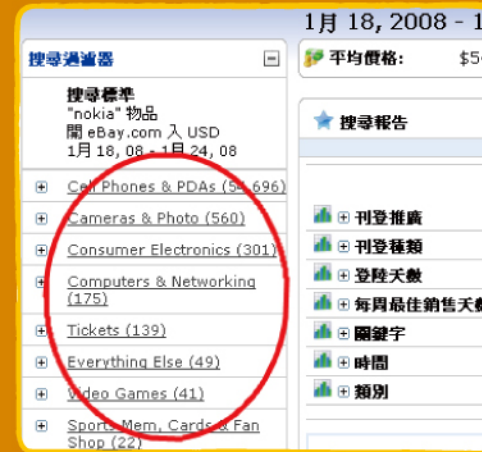 1月 18, 2008 - 1
搜尋過濾器
平均價格: $5
搜尋標準
"nokia" 物品
開 eBay.com 入 USD
1月 18, 08 - 1月 24, 08
搜尋報告
Cell Phones & PDAs (54,696)
Cameras & Photo (560)
Consumer Electronics (301)
Computers & Networking
(175)
Tickets (139)
Everything Else (49)
Video Games (41)
Sports Mem, Cards & Fan
Shop (22)
刊登推廣
刊登種類
登陸天數
每周最佳銷售天數
關鍵字
時間
類別